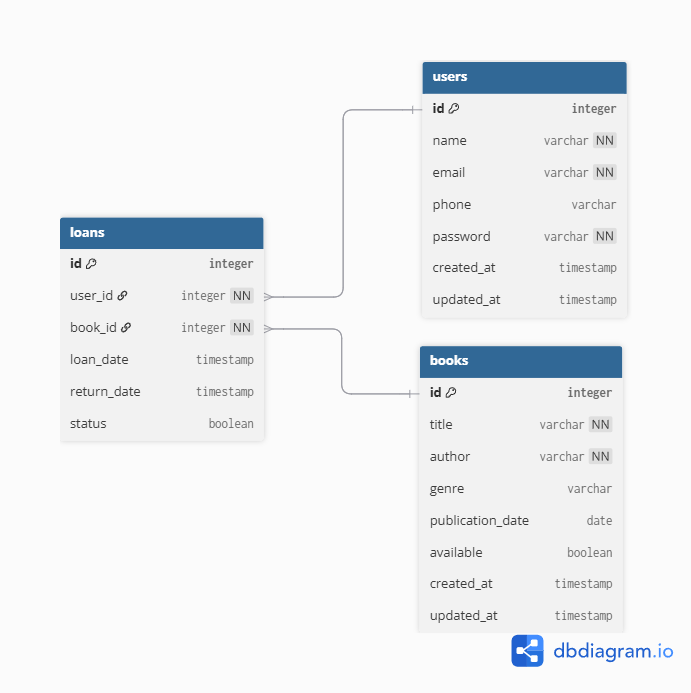 users
id integer
name varchar NN
email varchar NN
phone varchar
password varchar NN
created_at timestamp
updated_at timestamp
loans
id integer
user_id integer NN
book_id integer NN
loan_date timestamp
return_date timestamp
status boolean
books
id integer
title varchar NN
author varchar NN
genre varchar
publication_date date
available boolean
created_at timestamp
updated_at timestamp
dbdiagram.io